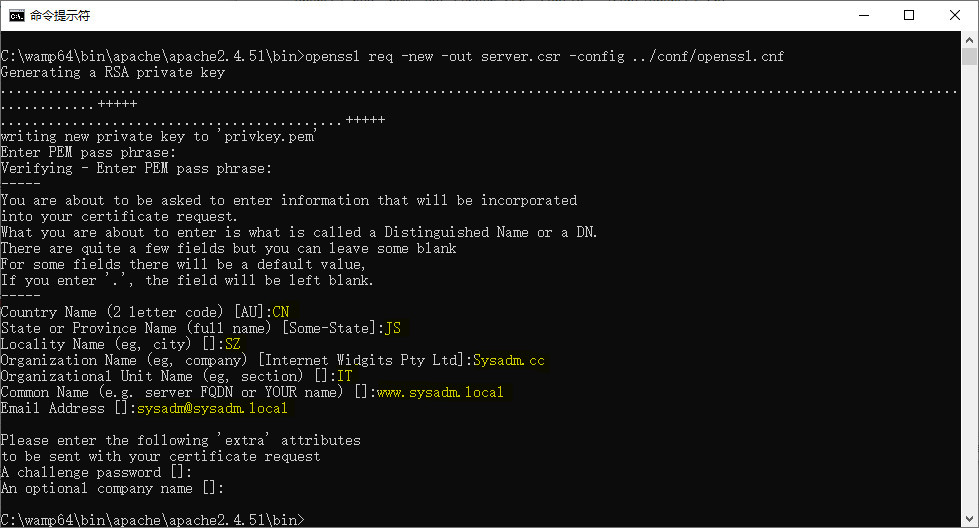 命令提示符
C:\wamp64\bin\apache\apache2.4.51\bin>openssl req -new -out server.csr -config ../conf/openssl.cnf
Generating a RSA private key
.......................................................................................................................
............+++++
...........................................+++++
writing new private key to 'privkey.pem'
Enter PEM pass phrase:
Verifying - Enter PEM pass phrase:
-----
You are about to be asked to enter information that will be incorporated
into your certificate request.
What you are about to enter is what is called a Distinguished Name or a DN.
There are quite a few fields but you can leave some blank
For some fields there will be a default value,
If you enter '.', the field will be left blank.
-----
Country Name (2 letter code) [AU]:CN
State or Province Name (full name) [Some-State]:JS
Locality Name (eg, city) []:SZ
Organization Name (eg, company) [Internet Widgits Pty Ltd]:Sysadm.cc
Organizational Unit Name (eg, section) []:IT
Common Name (e.g. server FQDN or YOUR name) []:www.sysadm.local
Email Address []:sysadm@sysadm.local
Please enter the following 'extra' attributes
to be sent with your certificate request
A challenge password []:
An optional company name []:
C:\wamp64\bin\apache\apache2.4.51\bin>